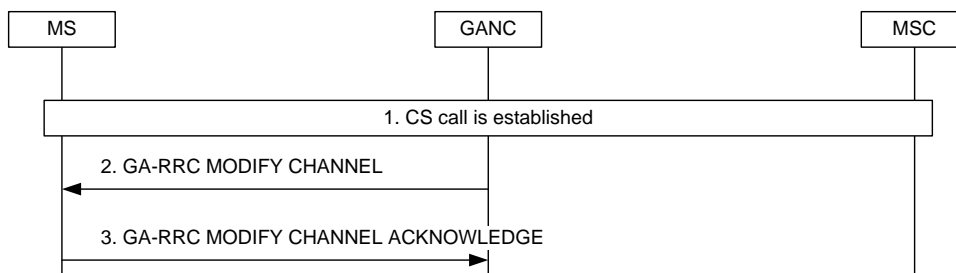 MS
GANC
MSC
1. CS call is established
2. GA-RRC MODIFY CHANNEL
3. GA-RRC MODIFY CHANNEL ACKNOWLEDGE